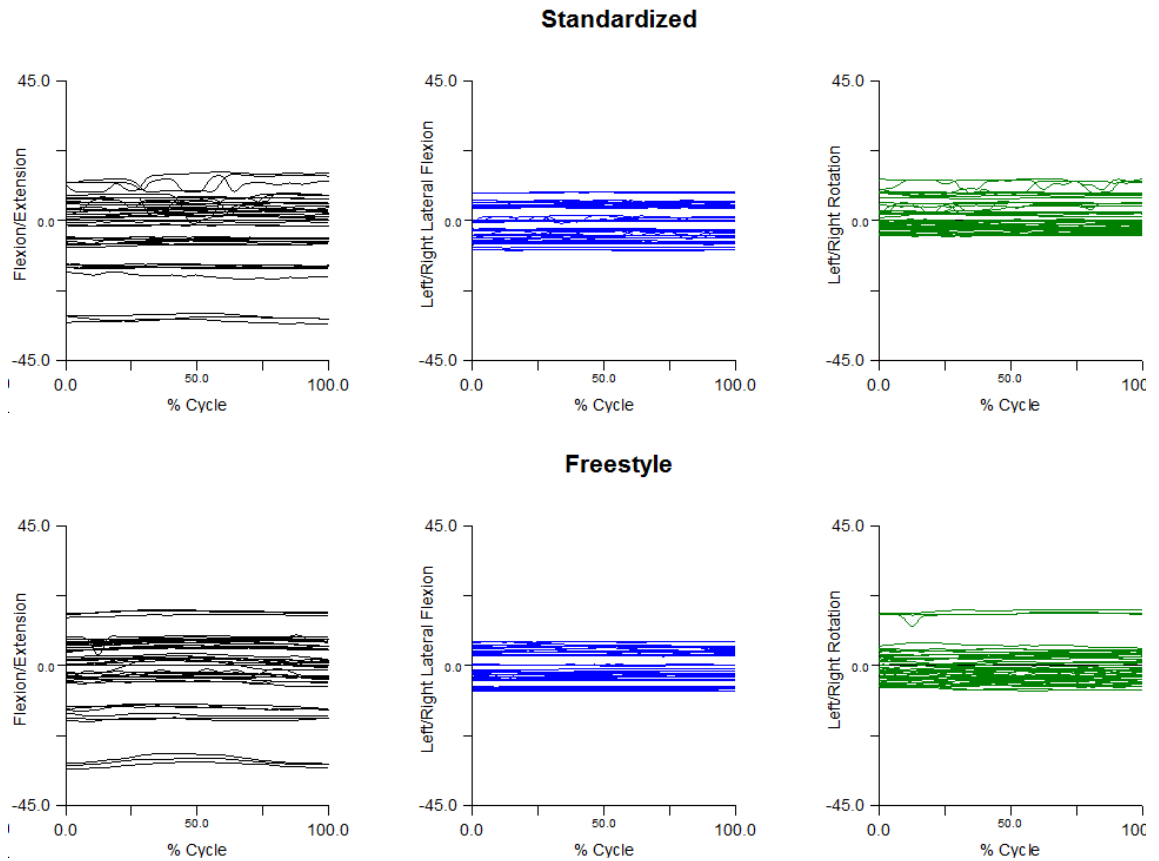 Standardized
45.0 45.0 45.0
Flexion/Extension Left/Right Lateral Flexion Left/Right Rotation
0.0 0.0 0.0
-45.0 -45.0 -45.0
0.0 50.0 100.0 0.0 50.0 100.0 0.0 50.0 10
% Cycle % Cycle % Cycle
Freestyle
45.0 45.0 45.0
Flexion/Extension Left/Right Lateral Flexion Left/Right Rotation
0.0 0.0 0.0
-45.0 -45.0 -45.0
0.0 50.0 100.0 0.0 50.0 100.0 0.0 50.0 10
% Cycle % Cycle % Cycle